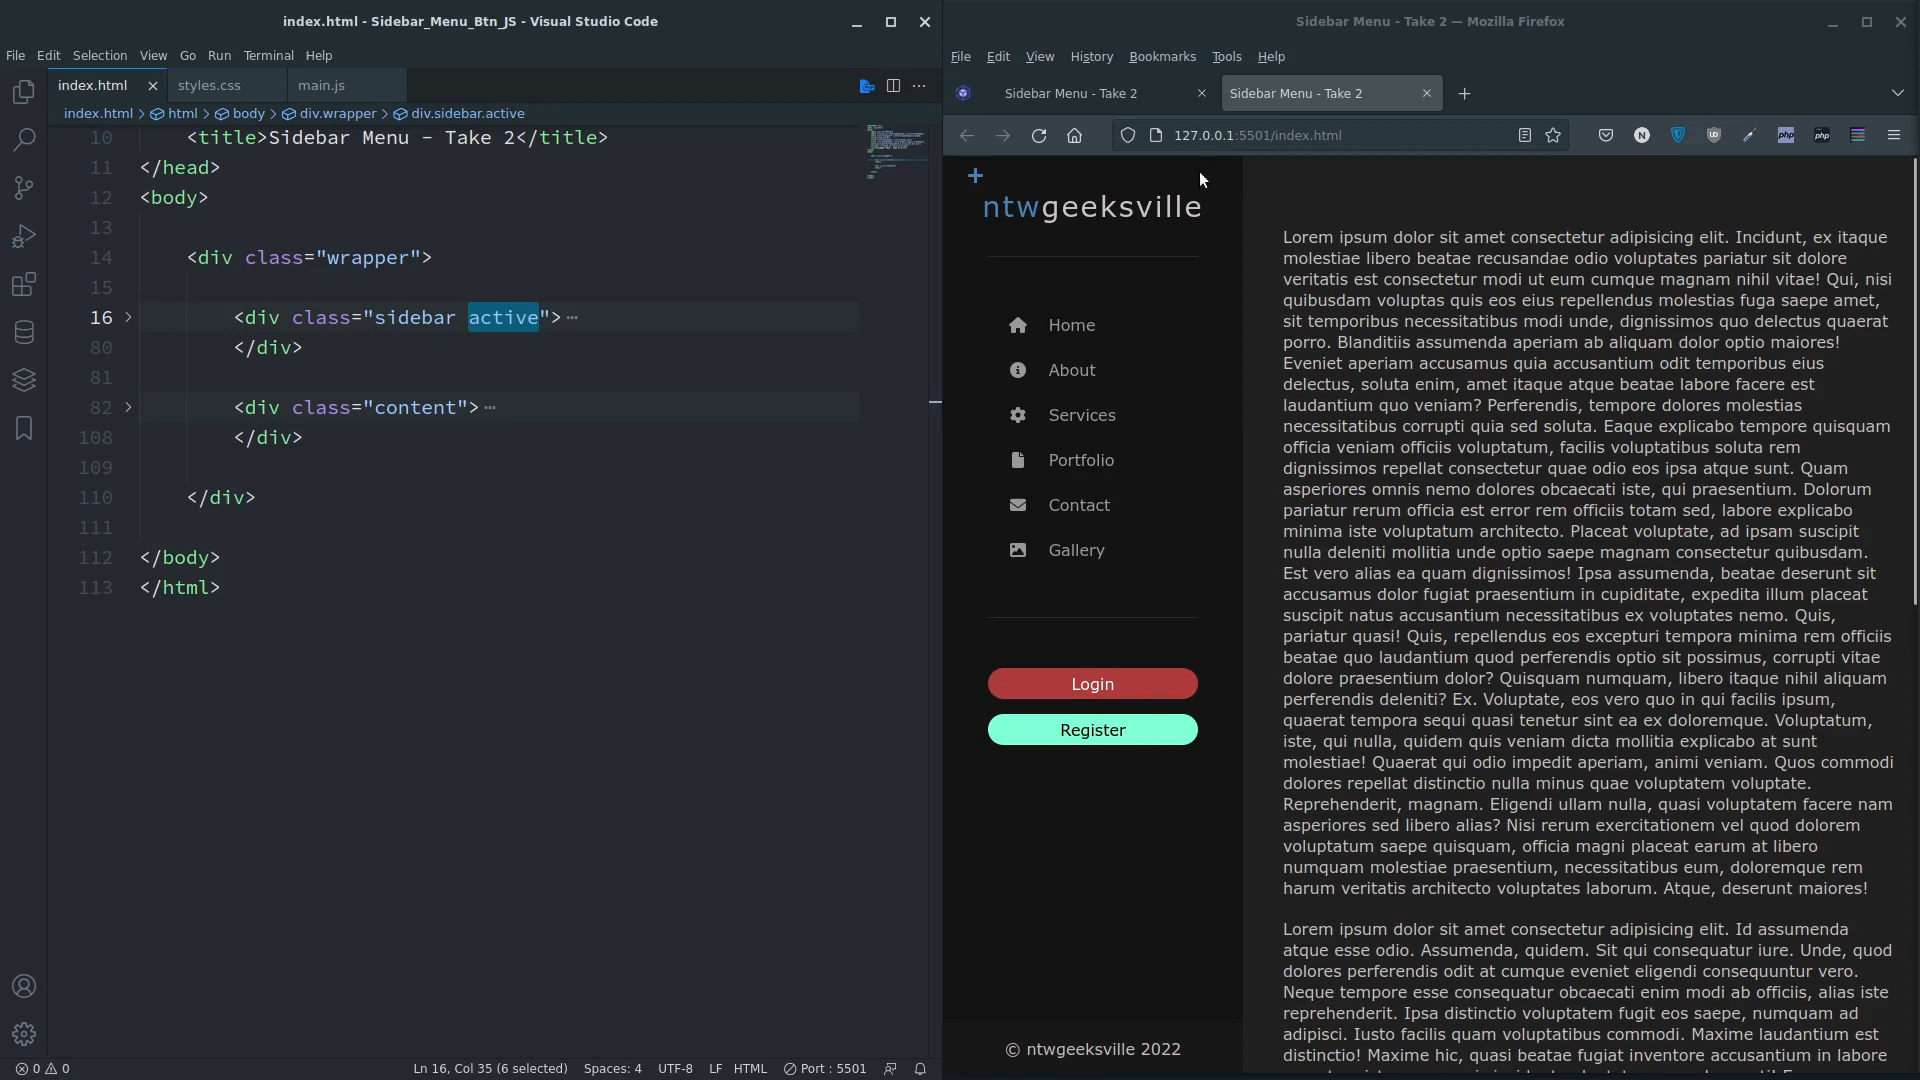 index.html - Sidebar_Menu_Btn_JS - Visual Studio Code
File Edit Selection View Go Run Terminal Help
index.html styles.css main.js
index.html > html > body > div.wrapper > div.sidebar.active
10 <title>Sidebar Menu - Take 2</title>
11 </head>
12 <body>
13
14 <div class="wrapper">
15
16 <div class="sidebar active">
80 </div>
81
82 <div class="content">
108 </div>
109
110 </div>
111
112 </body>
113 </html>
0 0 Ln 16, Col 35 (6 selected) Spaces: 4 UTF-8 LF HTML Port : 5501
Sidebar Menu - Take 2 — Mozilla Firefox
File Edit View History Bookmarks Tools Help
Sidebar Menu - Take 2 Sidebar Menu - Take 2
127.0.0.1:5501/index.html N UD php php
+
ntwgeeksville
Home
About
Services
Portfolio
Contact
Gallery
Login
Register
© ntwgeeksville 2022
Lorem ipsum dolor sit amet consectetur adipisicing elit. Incidunt, ex itaque
molestiae libero beatae recusandae odio voluptates pariatur sit dolore
veritatis est consectetur modi ut eum cumque magnam nihil vitae! Qui, nisi
quibusdam voluptas quis eos eius repellendus molestias fuga saepe amet,
sit temporibus necessitatibus modi unde, dignissimos quo delectus quaerat
porro. Blanditiis assumenda aperiam ab aliquam dolor optio maiores!
Eveniet aperiam accusamus quia accusantium odit temporibus eius
delectus, soluta enim, amet itaque atque beatae labore facere est
laudantium quo veniam? Perferendis, tempore dolores molestias
necessitatibus corrupti quia sed soluta. Eaque explicabo tempore quisquam
officia veniam officiis voluptatum, facilis voluptatibus soluta rem
dignissimos repellat consectetur quae odio eos ipsa atque sunt. Quam
asperiores omnis nemo dolores obcaecati iste, qui praesentium. Dolorum
pariatur rerum officia est error rem officiis totam sed, labore explicabo
minima iste voluptatum architecto. Placeat voluptate, ad ipsam suscipit
nulla deleniti mollitia unde optio saepe magnam consectetur quibusdam.
Est vero alias ea quam dignissimos! Ipsa assumenda, beatae deserunt sit
accusamus dolor fugiat praesentium in cupiditate, expedita illum placeat
suscipit natus accusantium necessitatibus ex voluptates nemo. Quis,
pariatur quasi! Quis, repellendus eos excepturi tempora minima rem officiis
beatae quo laudantium quod perferendis optio sit possimus, corrupti vitae
dolore praesentium dolor? Quisquam numquam, libero itaque nihil aliquam
perferendis deleniti? Ex. Voluptate, eos vero quo in qui facilis ipsum,
quaerat tempora sequi quasi tenetur sint ea ex doloremque. Voluptatum,
iste, qui nulla, quidem quis veniam dicta mollitia explicabo at sunt
molestiae! Quaerat qui odio impedit aperiam, animi veniam. Quos commodi
dolores repellat distinctio nulla minus quae voluptatem voluptate.
Reprehenderit, magnam. Eligendi ullam nulla, quasi voluptatem facere nam
asperiores sed libero alias? Nisi rerum exercitationem vel quod dolorem
voluptatum saepe quisquam, officia magni placeat earum at libero
numquam molestiae praesentium, necessitatibus eum, doloremque rem
harum veritatis architecto voluptates laborum. Atque, deserunt maiores!
Lorem ipsum dolor sit amet consectetur adipisicing elit. Id assumenda
atque esse odio. Assumenda, quidem. Sit qui consequatur iure. Unde, quod
dolores perferendis odit at cumque eveniet eligendi consequuntur vero.
Neque tempore esse consequatur obcaecati enim modi ab officiis, alias iste
reprehenderit. Ipsa distinctio voluptatem fugit eos saepe, numquam ad
adipisci. Iusto facilis quam voluptatibus commodi. Maxime laudantium est
distinctio! Maxime hic, quasi beatae fugiat inventore accusantium in labore